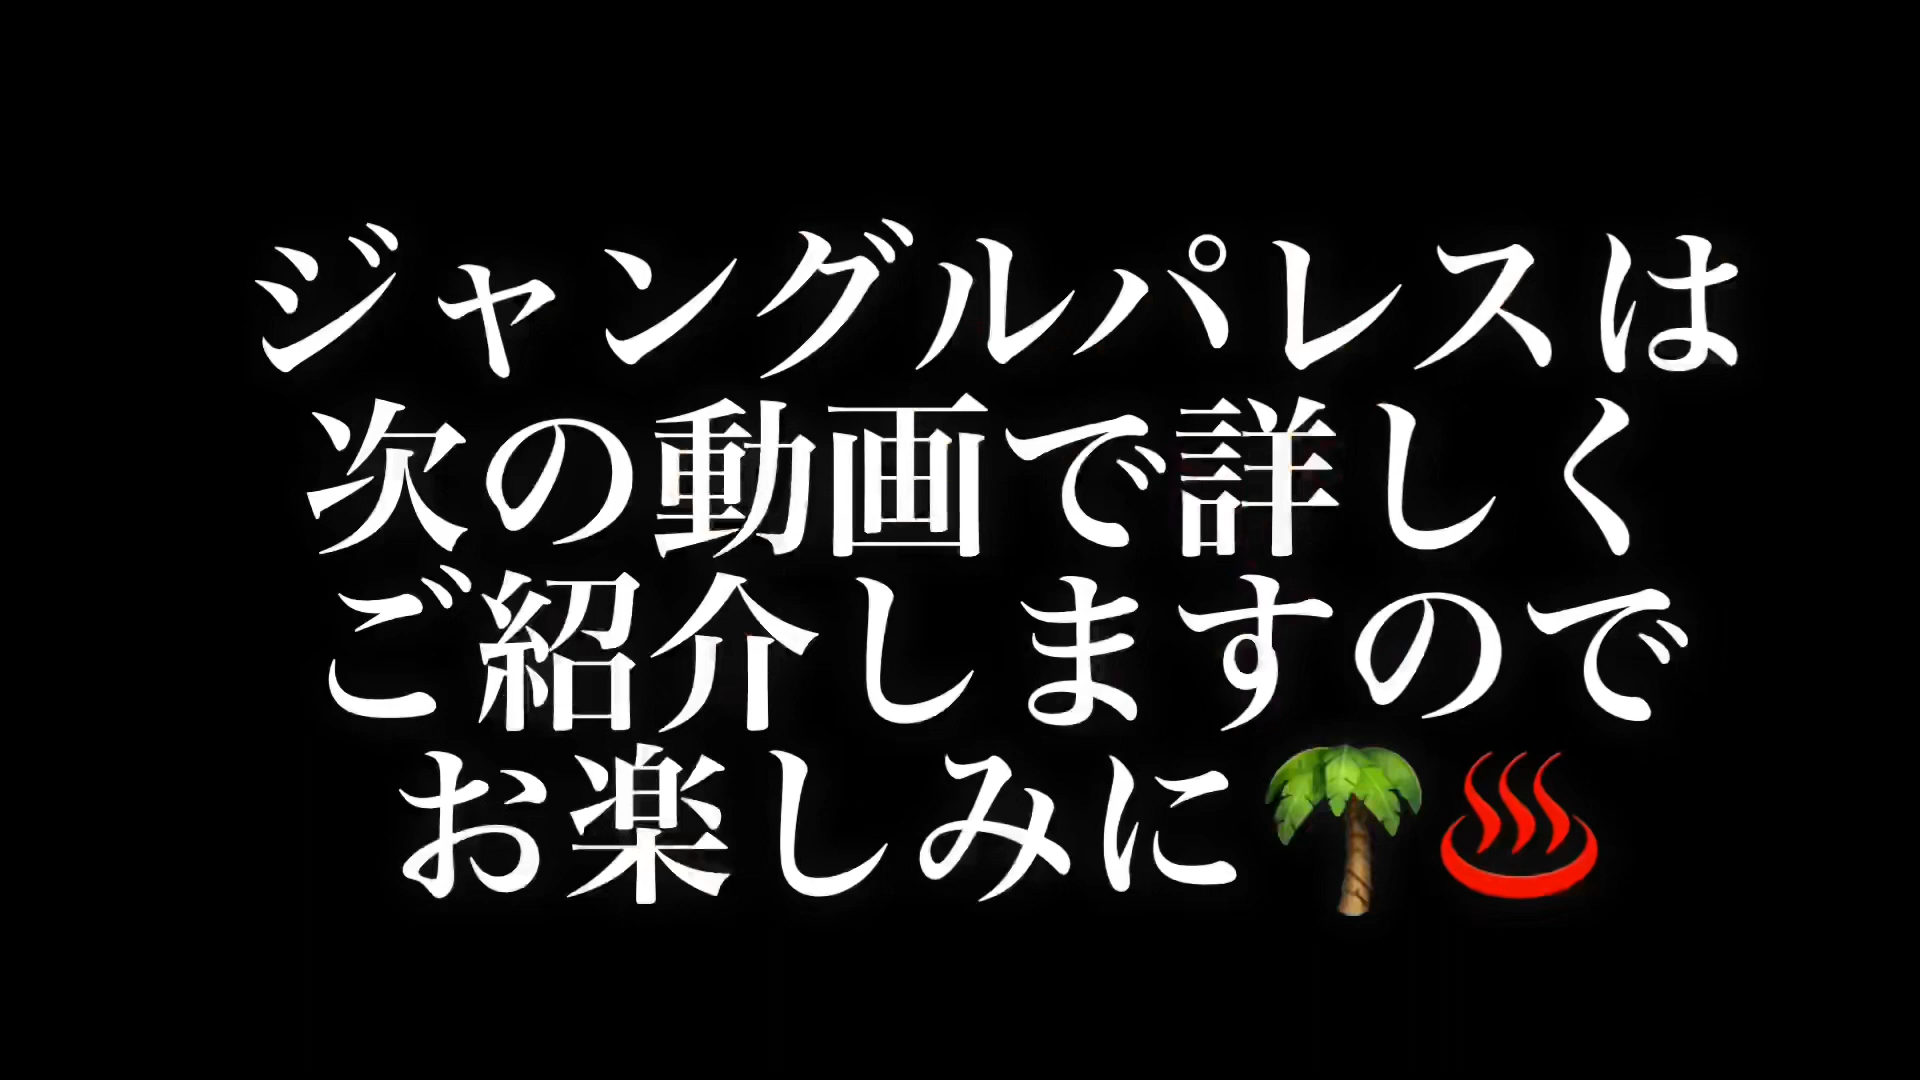 ジャングルパレスは
次の動画で詳しく
ご紹介しますので
お楽しみに🌴♨️